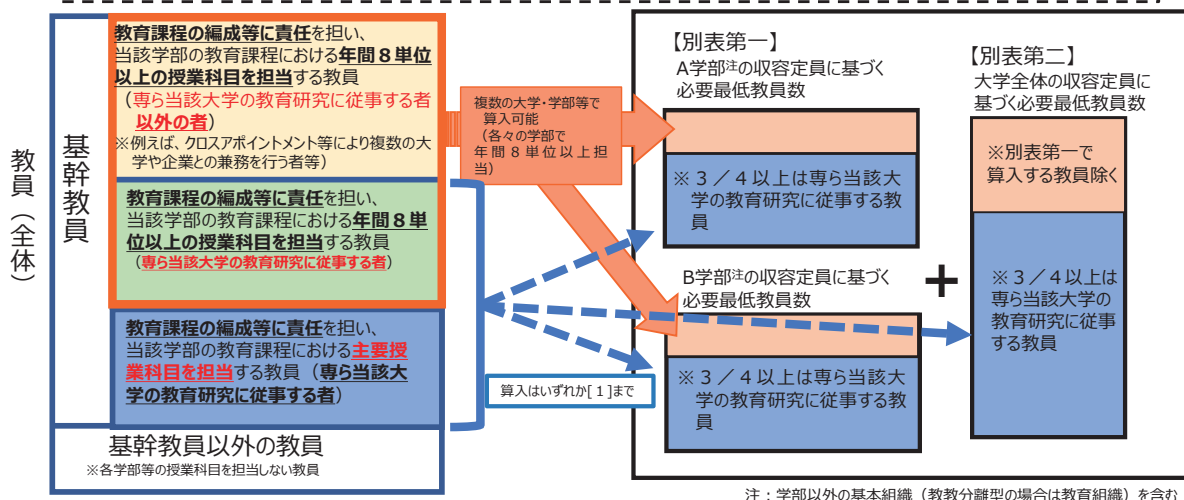 教員（全体）
基幹教員
教育課程の編成等に責任を担い、
当該学部の教育課程における年間８単位
以上の授業科目を担当する教員
（専ら当該大学の教育研究に従事する者
以外の者）
※例えば、クロスアポイントメント等により複数の大
学や企業との兼務を行う者等）
教育課程の編成等に責任を担い、
当該学部の教育課程における年間８単
位以上の授業科目を担当する教員
（専ら当該大学の教育研究に従事する者）
教育課程の編成等に責任を担い、
当該学部の教育課程における主要授
業科目を担当する教員（専ら当該大
学の教育研究に従事する者）
基幹教員以外の教員
※各学部等の授業科目を担当しない教員
複数の大学・学部等で
算入可能
（各々の学部で
年間８単位以上担
当）
算入はいずれか[１]まで
【別表第一】
A学部注の収容定員に基づく
必要最低教員数
※３／４以上は専ら当該大
学の教育研究に従事する教
員
B学部注の収容定員に基づく
必要最低教員数
※３／４以上は専ら当該大
学の教育研究に従事する教
員
＋
【別表第二】
大学全体の収容定員に
基づく必要最低教員数
※別表第一で
算入する教員除く
※３／４以上は
専ら当該大学の
教育研究に従事
する教員
注：学部以外の基本組織（教教分離型の場合は教育組織）を含む